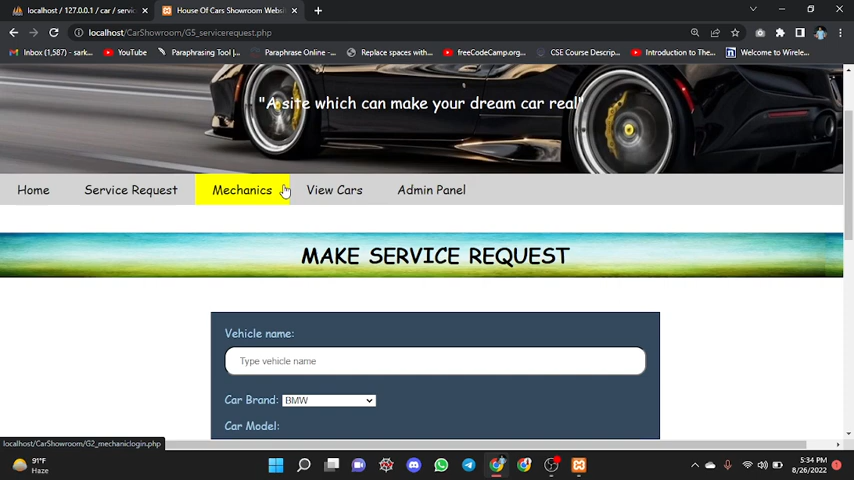 localhost / 127.0.0.1 / car / servic
House Of Cars Showroom Websi
localhost/CarShowroom/G5_servicerequest.php
Inbox (1,587) - sark...
YouTube
Paraphrasing Tool |...
Paraphrase Online -...
Replace spaces with...
freeCodeCamp.org...
CSE Course Descrip...
Introduction to The...
Welcome to Wirele...
"A site which can make your dream car real"
Home
Service Request
Mechanics
View Cars
Admin Panel
MAKE SERVICE REQUEST
Vehicle name:
Type vehicle name
Car Brand: BMW
Car Model:
localhost/CarShowroom/G2_mechaniclogin.php
91°F
Haze
5:34 PM
8/26/2022
1